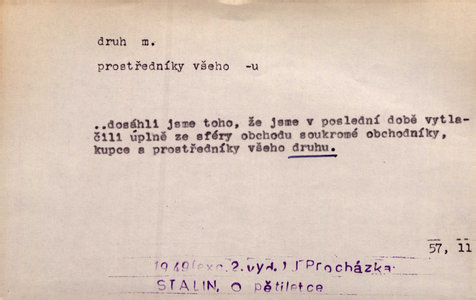 druh m.
prostředníky všeho -u
..dosáhli jsme toho, že jsme v poslední době vytla-
čili úplně ze sféry obchodu soukromé obchodníky,
kupce a prostředníky všeho druhu.
57, 11
1949(exc.2.vyd.) J Procházka
STALIN, O pětiletce